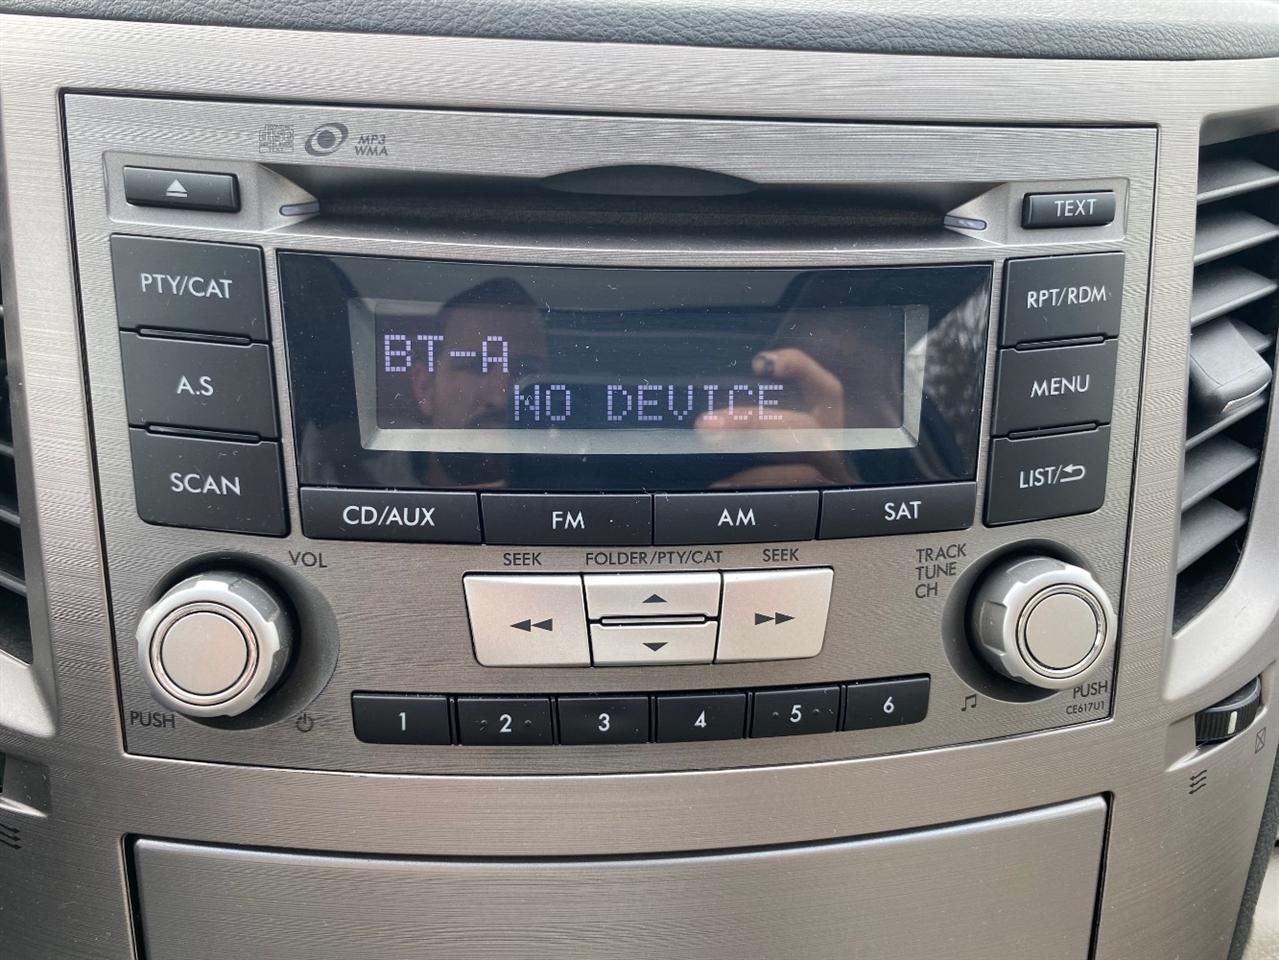 MP3
WMA
TEXT
PTY/CAT
RPT/RDM
BT-A
A.S
MENU
NO DEVICE
SCAN
LIST/
CD/AUX
FM
AM
SAT
VOL
SEEK
FOLDER/PTY/CAT
SEEK
TRACK
TUNE
CH
PUSH
1
2
3
4
5
6
PUSH
CE617U1